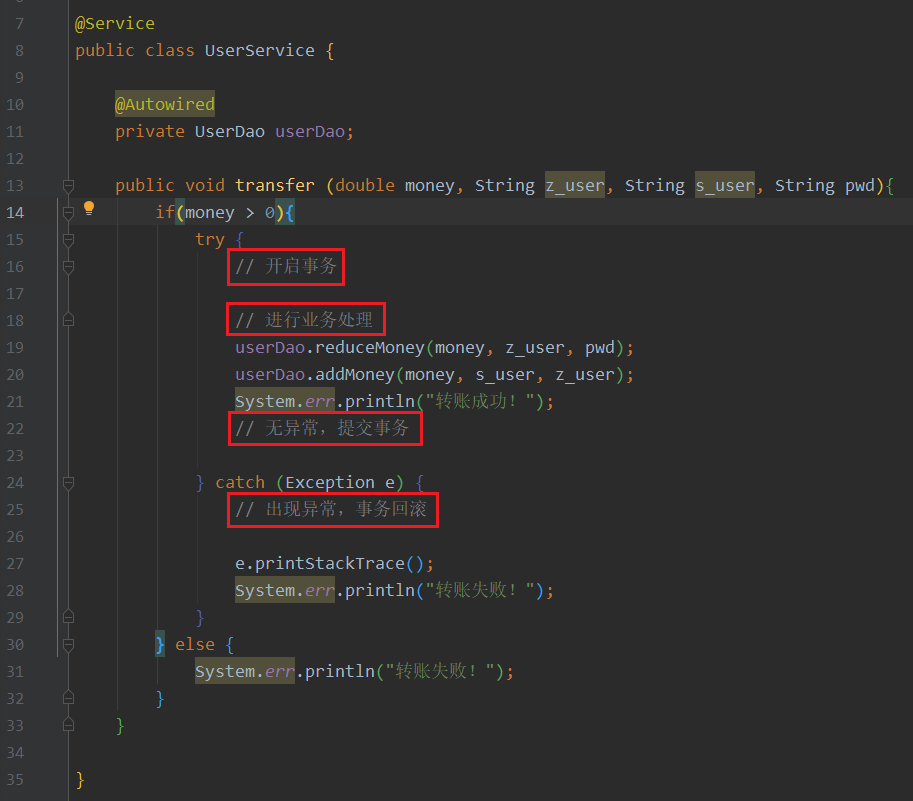 7 @Service
8 public class UserService {
9
10 @Autowired
11 private UserDao userDao;
12
13 public void transfer (double money, String z_user, String s_user, String pwd){
14 if(money > 0){
15 try {
16 // 开启事务
17
18 // 进行业务处理
19 userDao.reduceMoney(money, z_user, pwd);
20 userDao.addMoney(money, s_user, z_user);
21 System.err.println("转账成功！");
22 // 无异常，提交事务
23
24 } catch (Exception e) {
25 // 出现异常，事务回滚
26
27 e.printStackTrace();
28 System.err.println("转账失败！");
29 }
30 } else {
31 System.err.println("转账失败！");
32 }
33 }
34
35 }